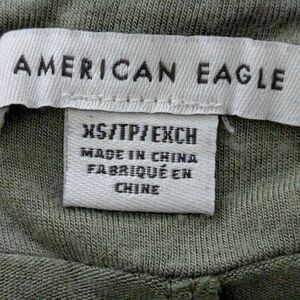 AMERICAN EAGLE
XS/TP/EXCH
MADE IN CHINA
FABRIQUÉ EN
CHINE